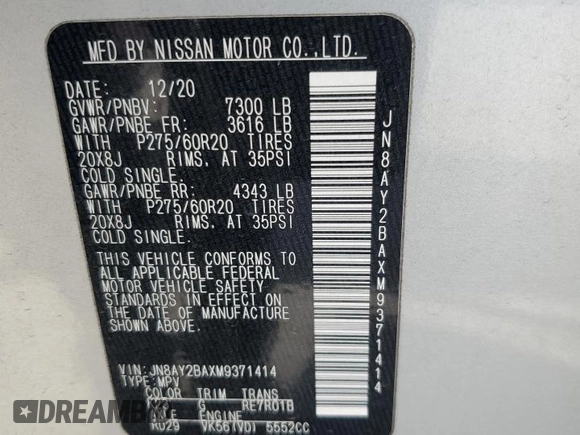 MFD BY NISSAN MOTOR CO.,LTD.
DATE: 12/20
GVWR/PNBV: 7300 LB
GAWR/PNBE FR: 3616 LB
WITH P275/60R20 TIRES
20X8J RIMS, AT 35PSI
COLD SINGLE.
GAWR/PNBE RR: 4343 LB
WITH P275/60R20 TIRES
20X8J RIMS, AT 35PSI
COLD SINGLE.
THIS VEHICLE CONFORMS TO
ALL APPLICABLE FEDERAL
MOTOR VEHICLE SAFETY
STANDARDS IN EFFECT ON
THE DATE OF MANUFACTURE
SHOWN ABOVE.
VIN:JN8AY2BAXM9371414
TYPE:MPV
COLOR TRIM TRANS
G RE7R01B
ENGINE
VK56(VD) 5552CC
JN8AY2BAXM9371414